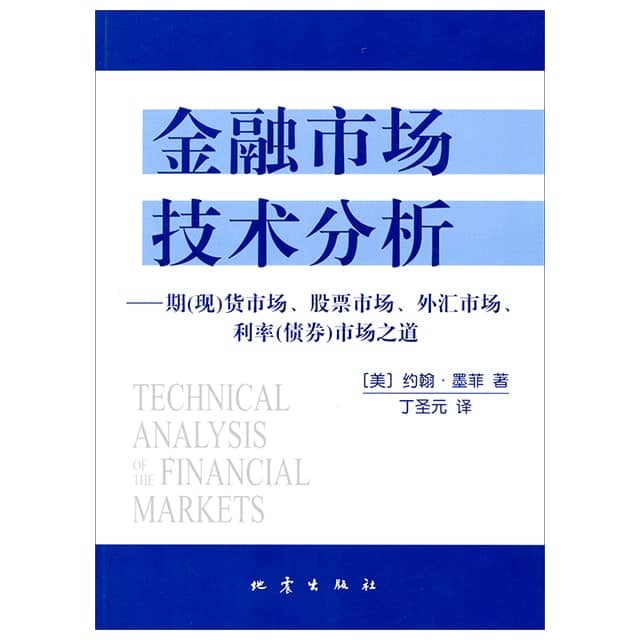 金融市场
技术分析
——期(现)货市场、股票市场、外汇市场、
利率(债券)市场之道
[美] 约翰·墨菲 著
丁圣元 译
TECHNICAL
ANALYSIS
OF THE FINANCIAL
MARKETS
地震出版社